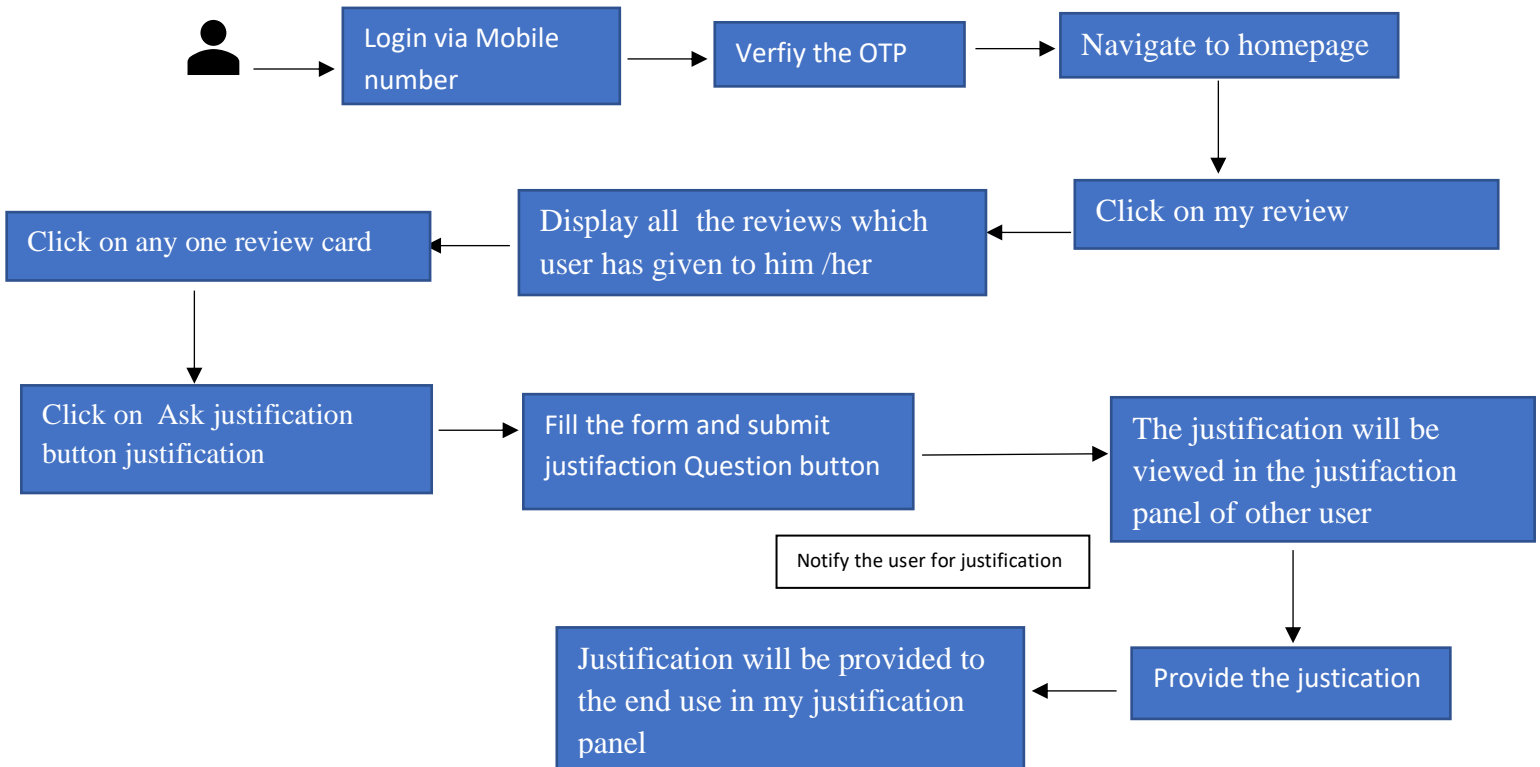 Login via Mobile
number
Verfiy the OTP
Navigate to homepage
Click on my review
Display all the reviews which
user has given to him /her
Click on any one review card
Click on Ask justification
button justification
Fill the form and submit
justifaction Question button
The justification will be
viewed in the justifaction
panel of other user
Notify the user for justification
Provide the justication
Justification will be provided to
the end use in my justification
panel